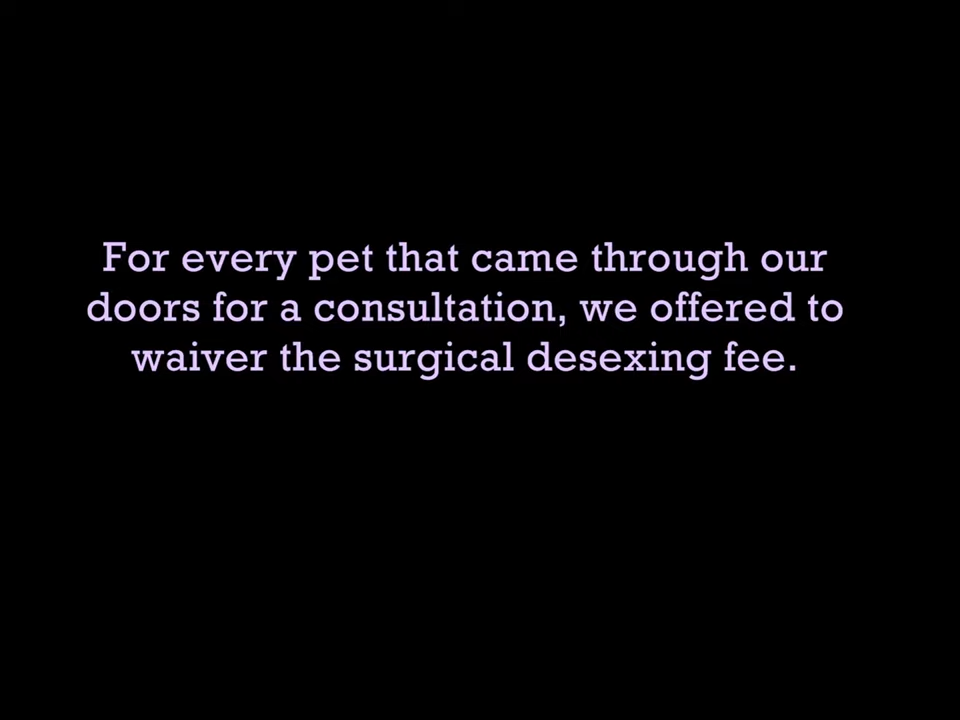 For every pet that came through our
doors for a consultation, we offered to
waiver the surgical desexing fee.